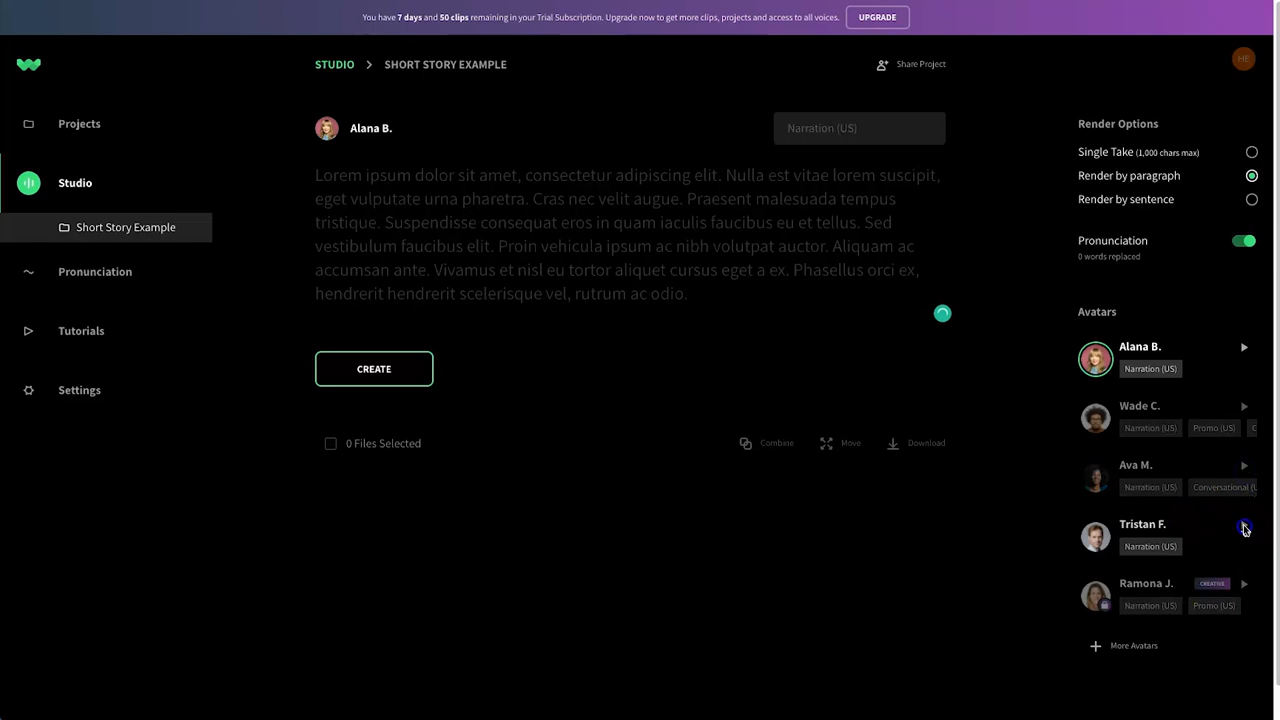 You have 7 days and 50 clips remaining in your Trial Subscription. Upgrade now to get more clips, projects and access to all voices.
UPGRADE
STUDIO > SHORT STORY EXAMPLE
Share Project
HE
Projects
Studio
Short Story Example
Pronunciation
Tutorials
Settings
Alana B.
Narration (US)
Lorem ipsum dolor sit amet, consectetur adipiscing elit. Nulla est vitae lorem suscipit,
eget vulputate urna pharetra. Cras nec velit augue. Praesent malesuada tempus
tristique. Suspendisse consequat eros in quam iaculis faucibus eu et tellus. Sed
vestibulum faucibus elit. Proin vehicula ipsum ac nibh volutpat auctor. Aliquam ac
accumsan ante. Vivamus et nisl eu tortor aliquet cursus eget a ex. Phasellus orci ex,
hendrerit hendrerit scelerisque vel, rutrum ac odio.
CREATE
0 Files Selected
Combine
Move
Download
Render Options
Single Take (1,000 chars max)
Render by paragraph
Render by sentence
Pronunciation
0 words replaced
Avatars
Alana B.
Narration (US)
Wade C.
Narration (US) Promo (US) C
Ava M.
Narration (US) Conversational (U
Tristan F.
Narration (US)
Ramona J. CREATIVE
Narration (US) Promo (US)
More Avatars